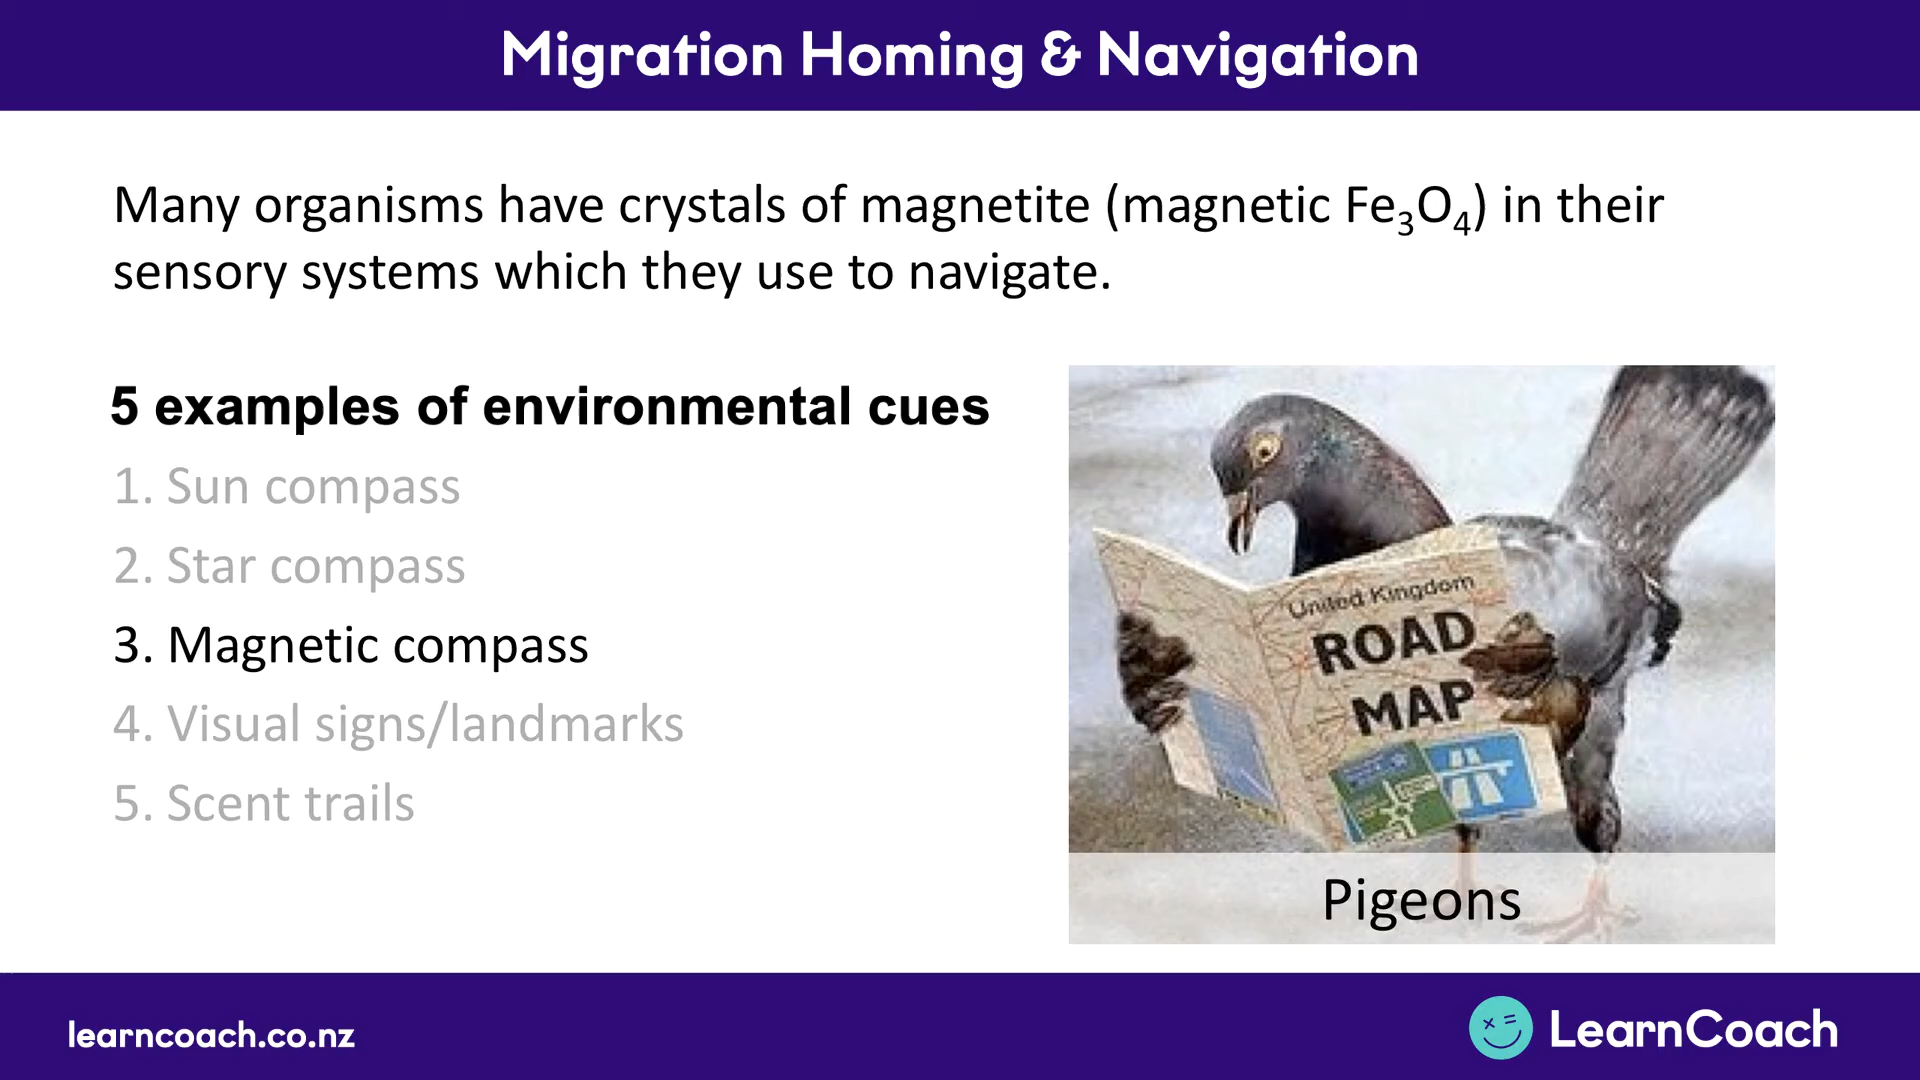 Migration Homing & Navigation
Many organisms have crystals of magnetite (magnetic Fe₃O₄) in their
sensory systems which they use to navigate.
5 examples of environmental cues
1. Sun compass
2. Star compass
3. Magnetic compass
4. Visual signs/landmarks
5. Scent trails
United Kingdom
ROAD
MAP
Pigeons
learncoach.co.nz
LearnCoach